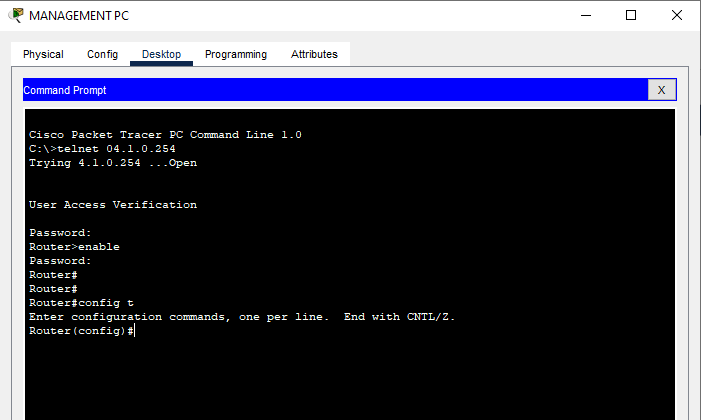 MANAGEMENT PC
Physical Config Desktop Programming Attributes
Command Prompt X
Cisco Packet Tracer PC Command Line 1.0
C:\>telnet 04.1.0.254
Trying 4.1.0.254 ...Open
User Access Verification
Password:
Router>enable
Password:
Router#
Router#
Router#config t
Enter configuration commands, one per line.  End with CNTL/Z.
Router(config)#